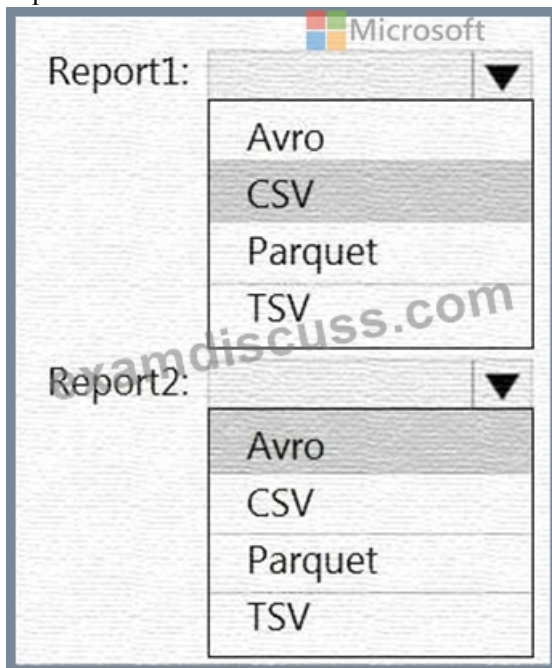 Microsoft
Report1:
Avro
CSV
Parquet
TSV
examdiscuss.com
Report2:
Avro
CSV
Parquet
TSV